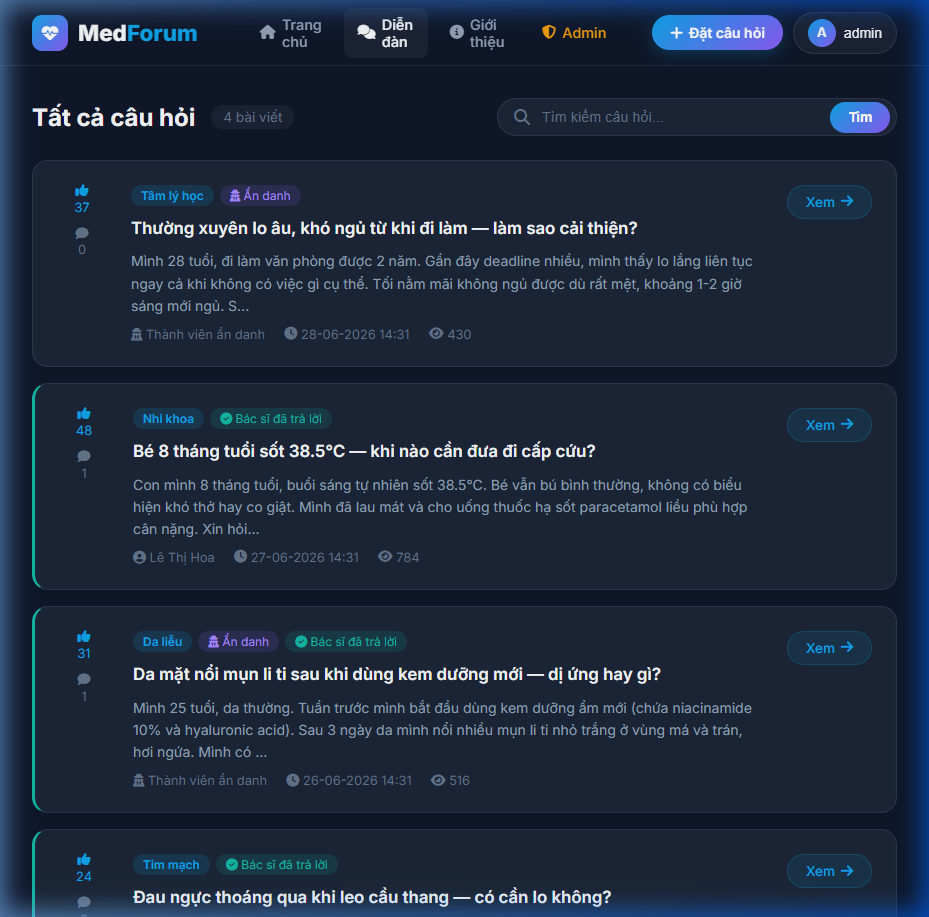 MedForum
Trang chủ
Diễn đàn
Giới thiệu
Admin
+ Đặt câu hỏi
A admin
Tất cả câu hỏi
4 bài viết
Tìm kiếm câu hỏi...
Tìm
37
0
Tâm lý học
Ẩn danh
Xem →
Thường xuyên lo âu, khó ngủ từ khi đi làm — làm sao cải thiện?
Mình 28 tuổi, đi làm văn phòng được 2 năm. Gần đây deadline nhiều, mình thấy lo lắng liên tục
ngay cả khi không có việc gì cụ thể. Tối nằm mãi không ngủ được dù rất mệt, khoảng 1-2 giờ
sáng mới ngủ. S...
Thành viên ẩn danh 28-06-2026 14:31 430
48
1
Nhi khoa
Bác sĩ đã trả lời
Xem →
Bé 8 tháng tuổi sốt 38.5°C — khi nào cần đưa đi cấp cứu?
Con mình 8 tháng tuổi, buổi sáng tự nhiên sốt 38.5°C. Bé vẫn bú bình thường, không có biểu
hiện khó thở hay co giật. Mình đã lau mát và cho uống thuốc hạ sốt paracetamol liều phù hợp
cân nặng. Xin hỏi...
Lê Thị Hoa 27-06-2026 14:31 784
31
1
Da liễu
Ẩn danh
Bác sĩ đã trả lời
Xem →
Da mặt nổi mụn li ti sau khi dùng kem dưỡng mới — dị ứng hay gì?
Mình 25 tuổi, da thường. Tuần trước mình bắt đầu dùng kem dưỡng ẩm mới (chứa niacinamide
10% và hyaluronic acid). Sau 3 ngày da mình nổi nhiều mụn li ti nhỏ trắng ở vùng má và trán,
hơi ngứa. Mình có ...
Thành viên ẩn danh 26-06-2026 14:31 516
24
Tim mạch
Bác sĩ đã trả lời
Xem →
Đau ngực thoáng qua khi leo cầu thang — có cần lo không?